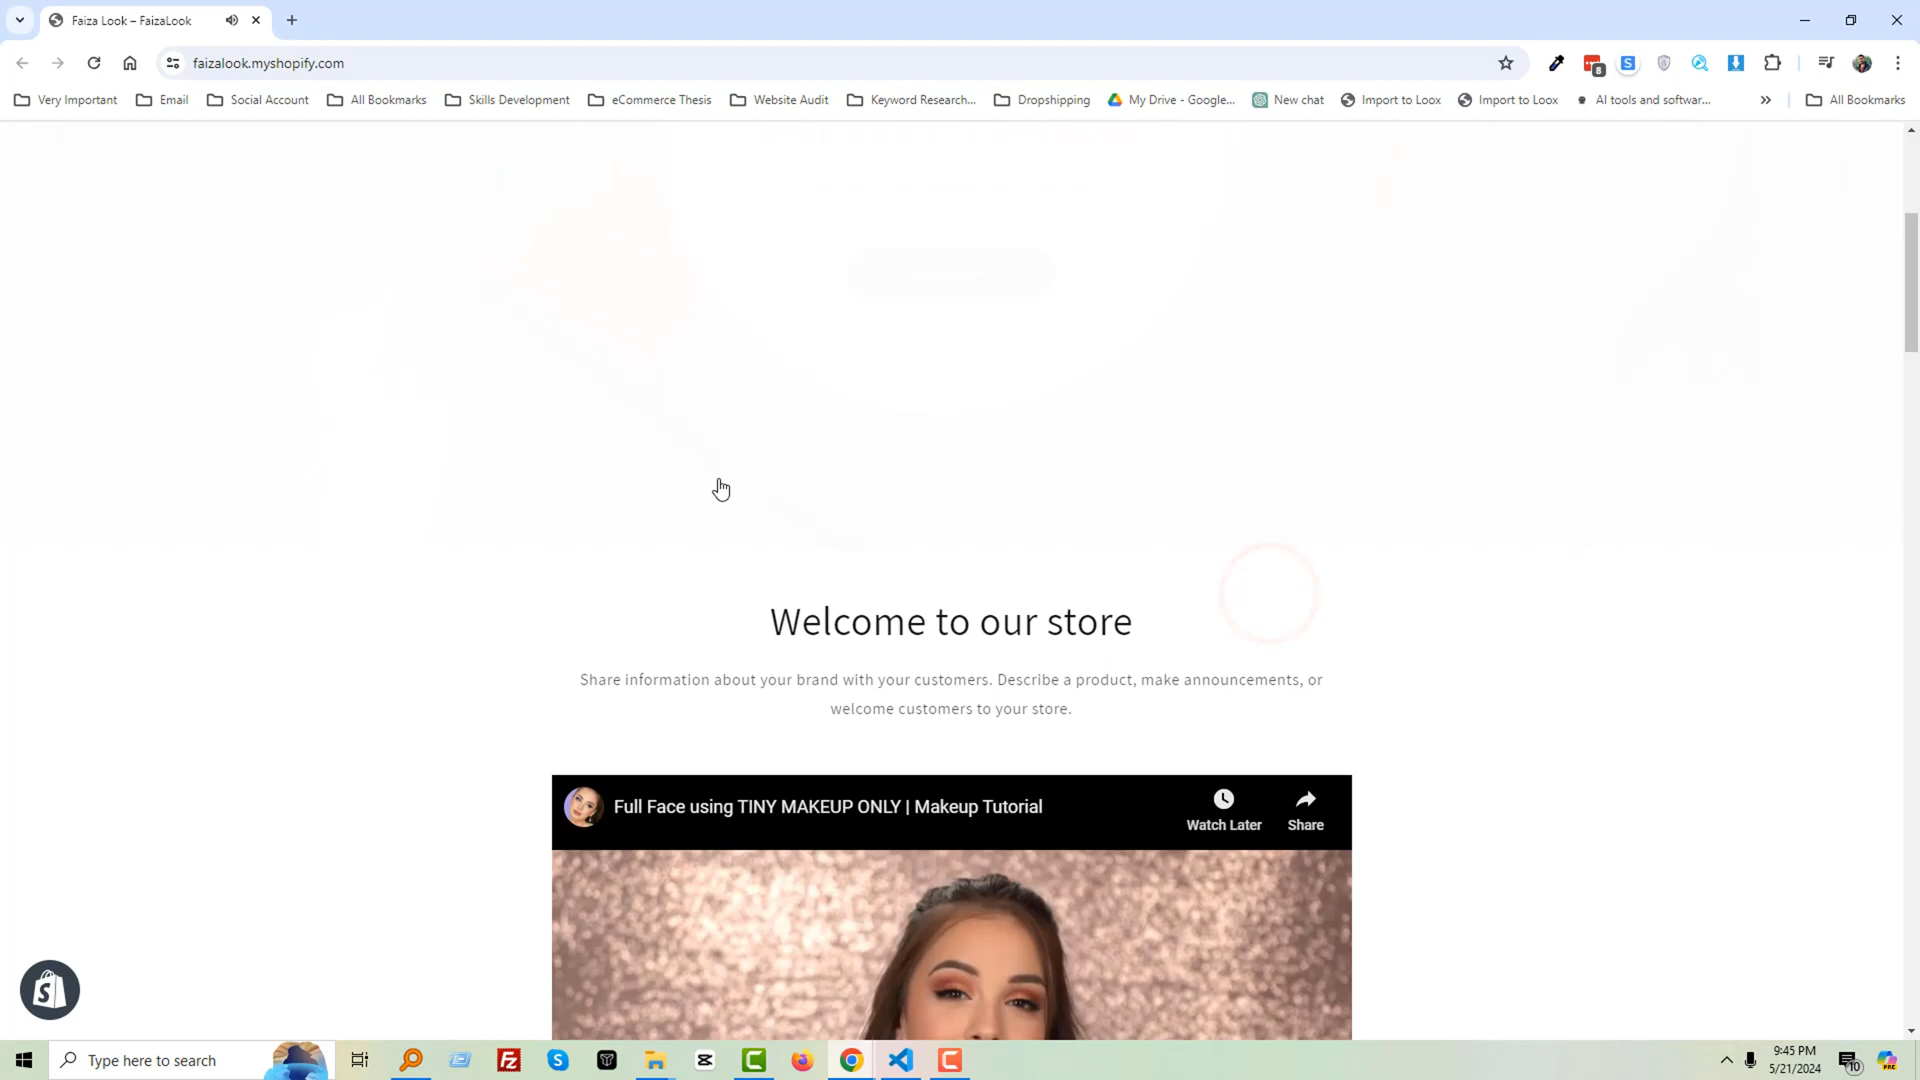 Faiza Look – FaizaLook
faizalook.myshopify.com
8
Very Important
Email
Social Account
All Bookmarks
Skills Development
eCommerce Thesis
Website Audit
Keyword Research...
Dropshipping
My Drive - Google...
New chat
Import to Loox
Import to Loox
AI tools and softwar...
All Bookmarks
Welcome to our store
Share information about your brand with your customers. Describe a product, make announcements, or
welcome customers to your store.
Full Face using TINY MAKEUP ONLY | Makeup Tutorial
Watch Later
Share
Type here to search
9:45 PM
5/21/2024
10
PRE